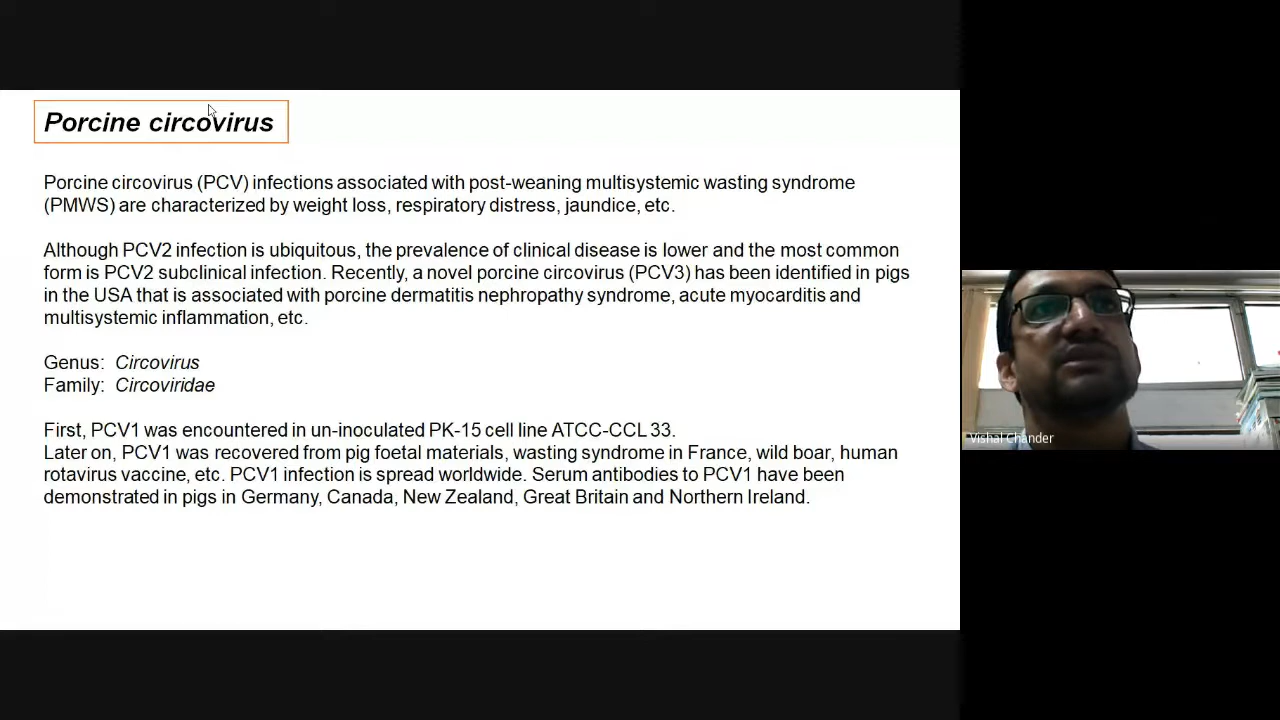 Porcine circovirus
Porcine circovirus (PCV) infections associated with post-weaning multisystemic wasting syndrome
(PMWS) are characterized by weight loss, respiratory distress, jaundice, etc.
Although PCV2 infection is ubiquitous, the prevalence of clinical disease is lower and the most common
form is PCV2 subclinical infection. Recently, a novel porcine circovirus (PCV3) has been identified in pigs
in the USA that is associated with porcine dermatitis nephropathy syndrome, acute myocarditis and
multisystemic inflammation, etc.
Genus: Circovirus
Family: Circoviridae
First, PCV1 was encountered in un-inoculated PK-15 cell line ATCC-CCL 33.
Later on, PCV1 was recovered from pig foetal materials, wasting syndrome in France, wild boar, human
rotavirus vaccine, etc. PCV1 infection is spread worldwide. Serum antibodies to PCV1 have been
demonstrated in pigs in Germany, Canada, New Zealand, Great Britain and Northern Ireland.
Vishal Chander